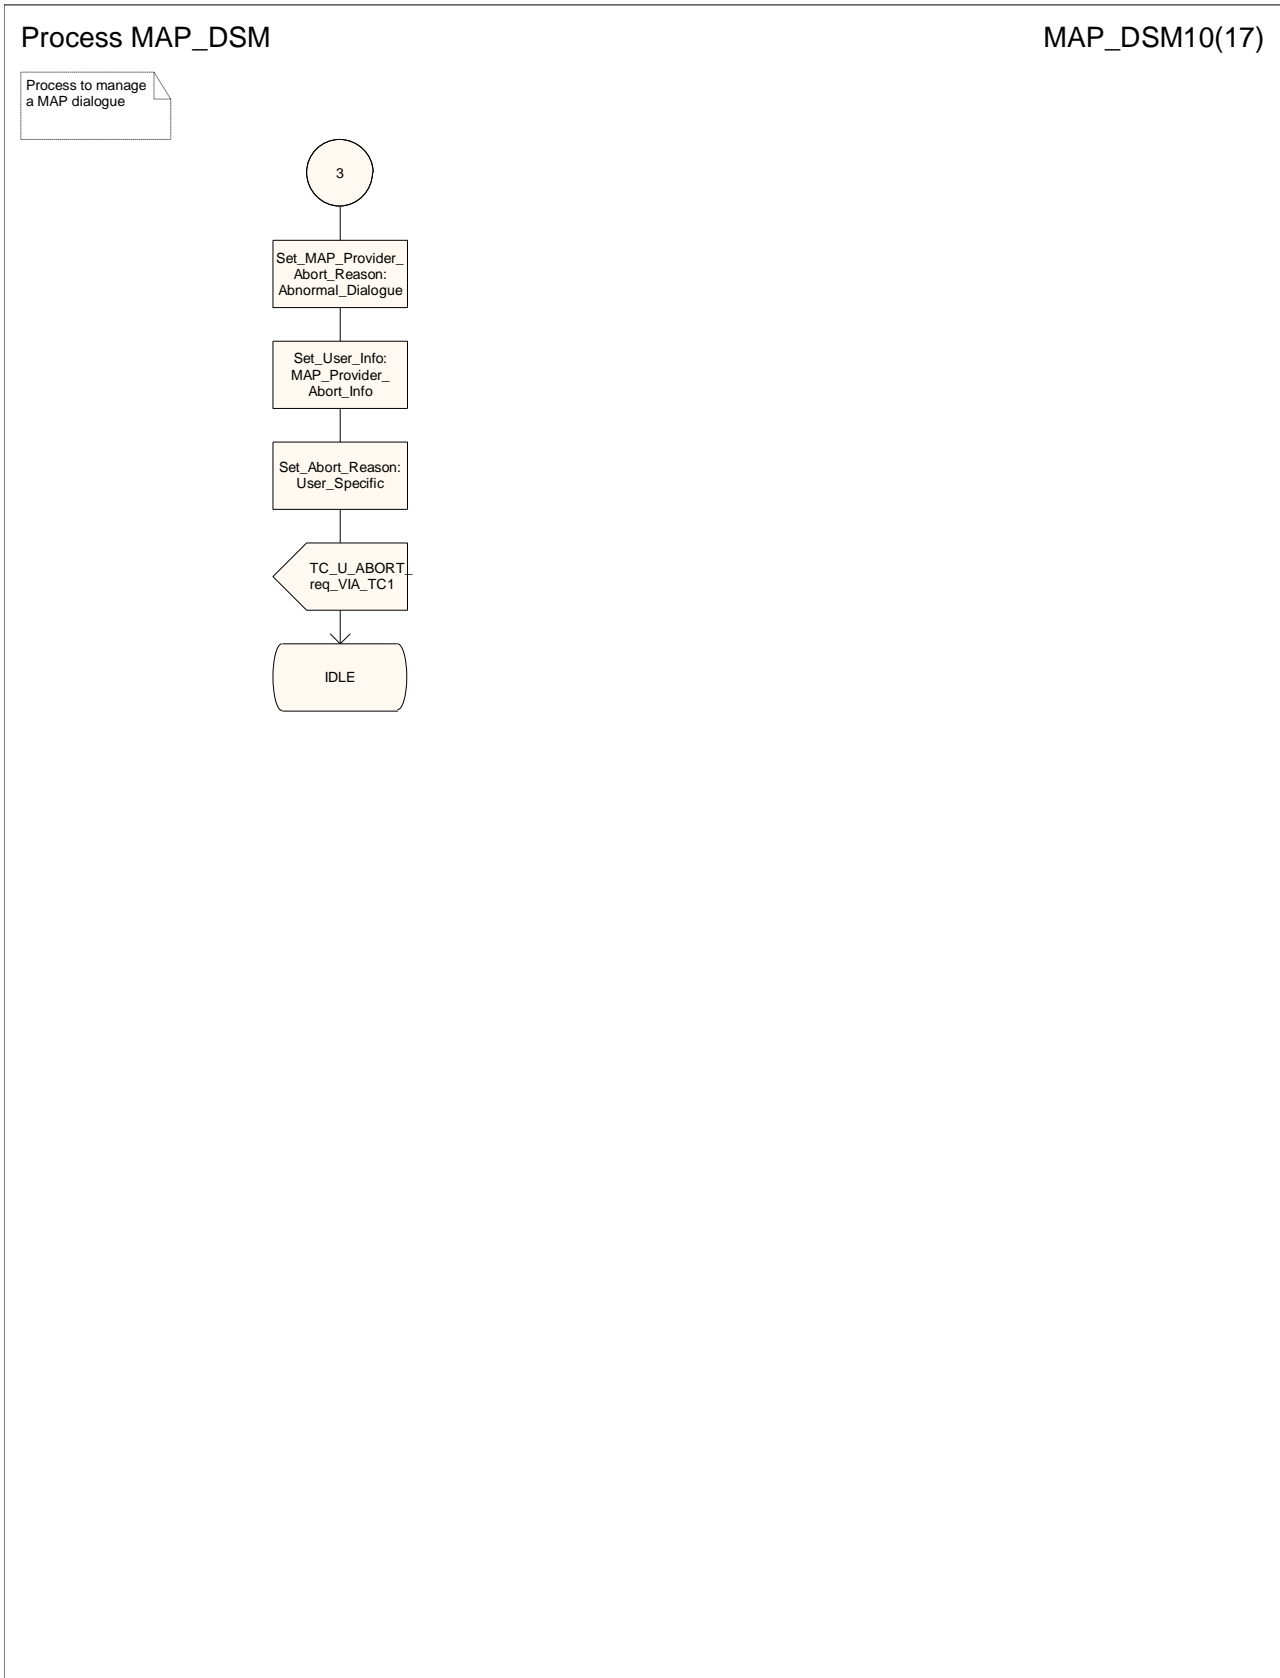 Process MAP_DSM
MAP_DSM10(17)
Process to manage
a MAP dialogue
3
Set_MAP_Provider_
Abort_Reason:
Abnormal_Dialogue
Set_User_Info:
MAP_Provider_
Abort_Info
Set_Abort_Reason:
User_Specific
TC_U_ABORT_
req_VIA_TC1
IDLE